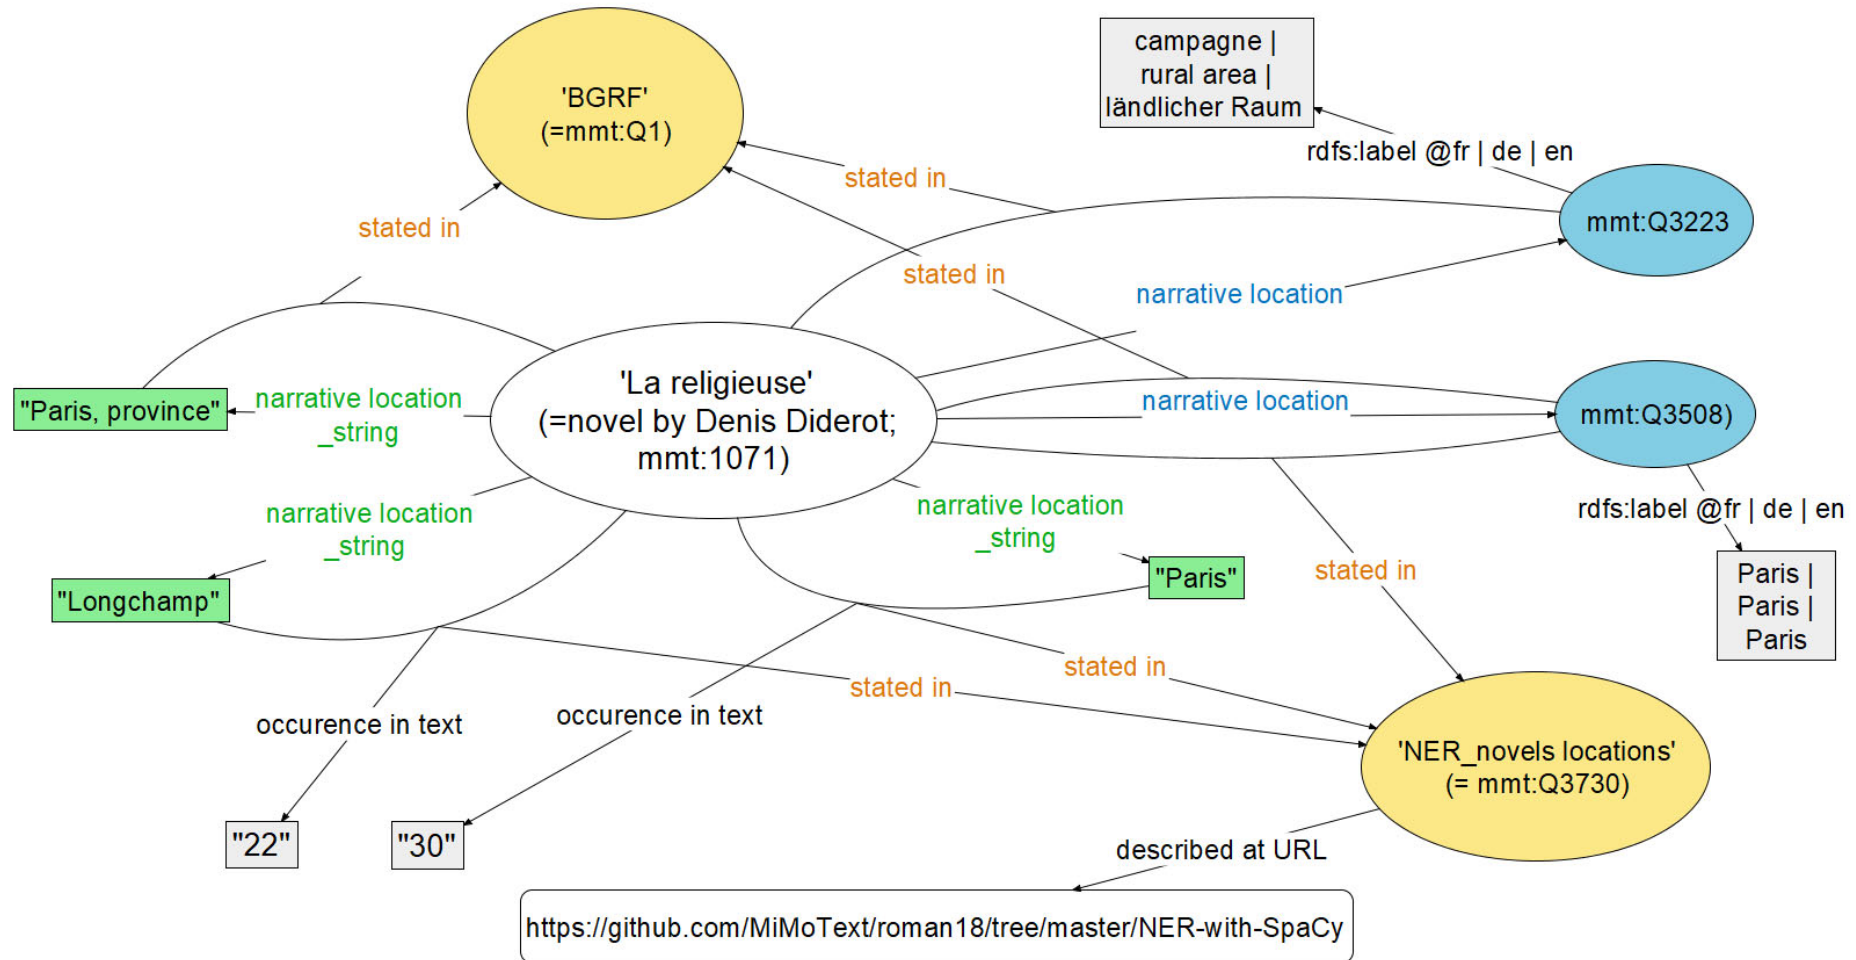 'BGRF'
(=mmt:Q1)
campagne |
rural area |
ländlicher Raum
rdfs:label @fr | de | en
stated in
mmt:Q3223
stated in
stated in
narrative location
'La religieuse'
(=novel by Denis Diderot;
mmt:1071)
"Paris, province"
narrative location
_string
narrative location
mmt:Q3508)
rdfs:label @fr | de | en
narrative location
_string
narrative location
_string
"Longchamp"
"Paris"
stated in
Paris |
Paris |
Paris
stated in
stated in
occurence in text
occurence in text
'NER_novels locations'
(= mmt:Q3730)
"22"
"30"
described at URL
https://github.com/MiMoText/roman18/tree/master/NER-with-SpaCy